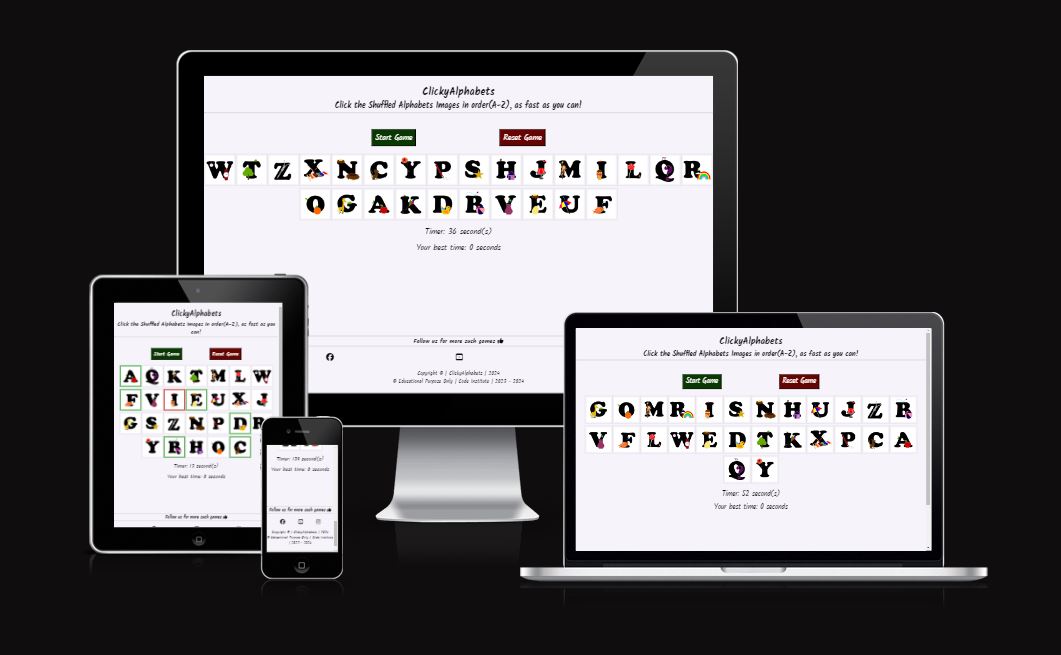 ClickyAlphabets
Click the Shuffled Alphabets Images in order(A-Z), as fast as you can!
Start Game Reset Game
W T Z X N C Y P S H J M I L Q R
O G A K D B V E U F
Timer: 36 second(s)
Your best time: 0 seconds
Follow us for more such games
Copyright © | ClickyAlphabets | 2024
© Educational Purpose Only | Code Institute | 2023 - 2024
ClickyAlphabets
Click the Shuffled Alphabets Images in order(A-Z), as fast as you
can!
Start Game Reset Game
A Q K T M L W
F V I E U X J
G S Z N P D R
Y B H O C
Timer: 13 second(s)
Your best time: 0 seconds
Follow us for more such games
Your best time: 0 seconds
Follow us for more such games
Copyright © | ClickyAlphabets | 2024
© Educational Purpose Only | Code Institute
| 2023 - 2024
ClickyAlphabets
Click the Shuffled Alphabets Images in order(A-Z), as fast as you can!
Start Game Reset Game
G O M R I S N H U J Z B
V F L W E D T K X P C A
Q Y
Timer: 52 second(s)
Your best time: 0 seconds